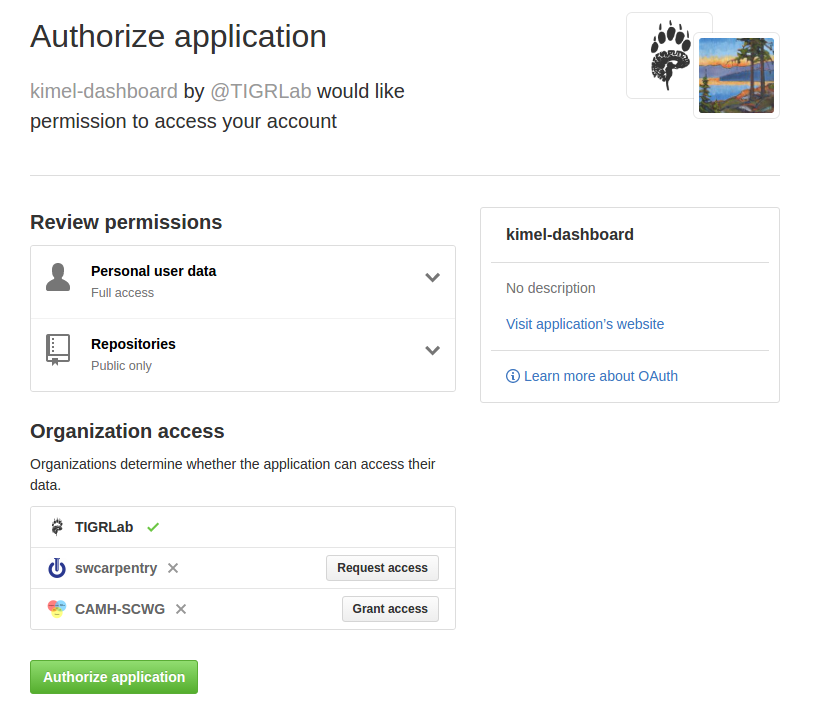 Authorize application
kimel-dashboard by @TIGRLab would like
permission to access your account
Review permissions
Personal user data
Full access
Repositories
Public only
kimel-dashboard
No description
Visit application's website
Learn more about OAuth
Organization access
Organizations determine whether the application can access their
data.
TIGRLab
swcarpentry
Request access
CAMH-SCWG
Grant access
Authorize application